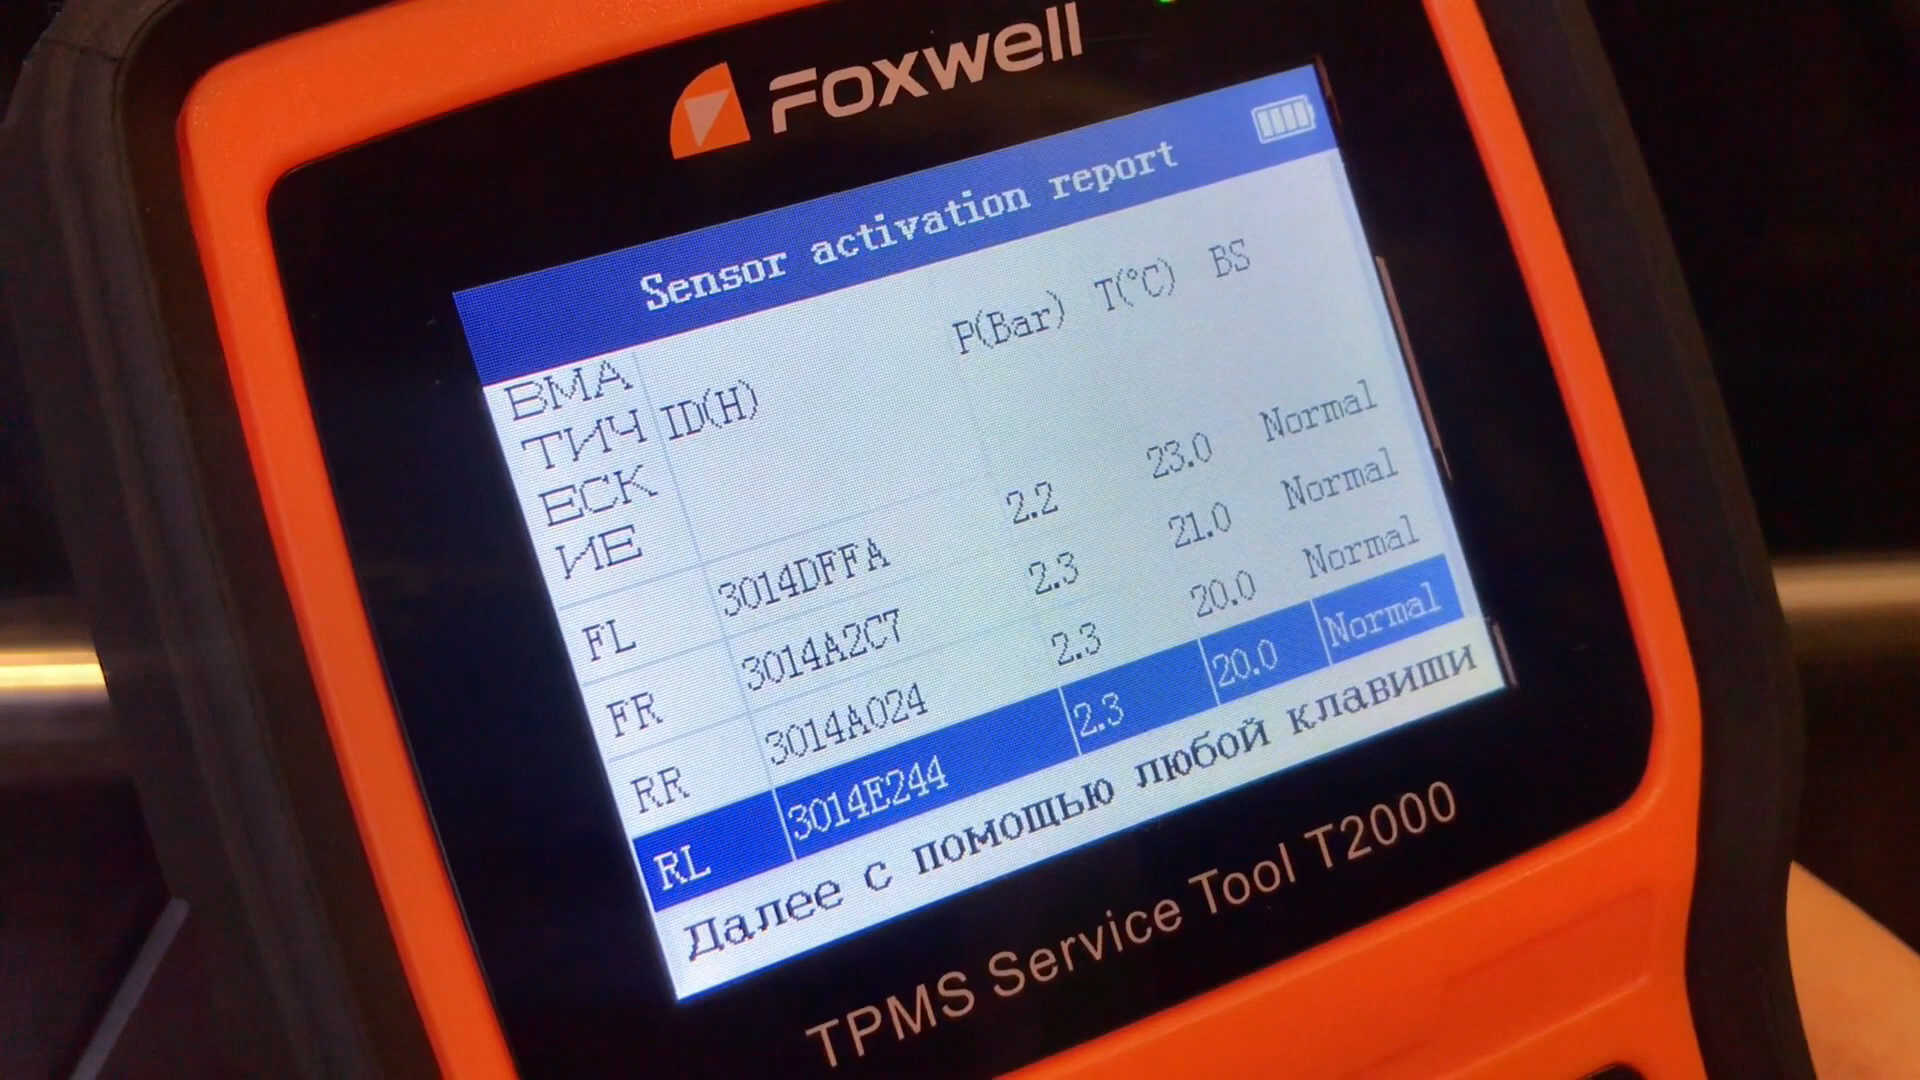 Foxwell
Sensor activation report
ВМА
ТИЧ
ЕСК
ИЕ
ID(H) P(Bar) T(°C) BS
FL 3014DFFA 2.2 23.0 Normal
FR 3014A2C7 2.3 21.0 Normal
RR 3014A024 2.3 20.0 Normal
RL 3014E244 2.3 20.0 Normal
Далее с помощью любой клавиши
TPMS Service Tool T2000